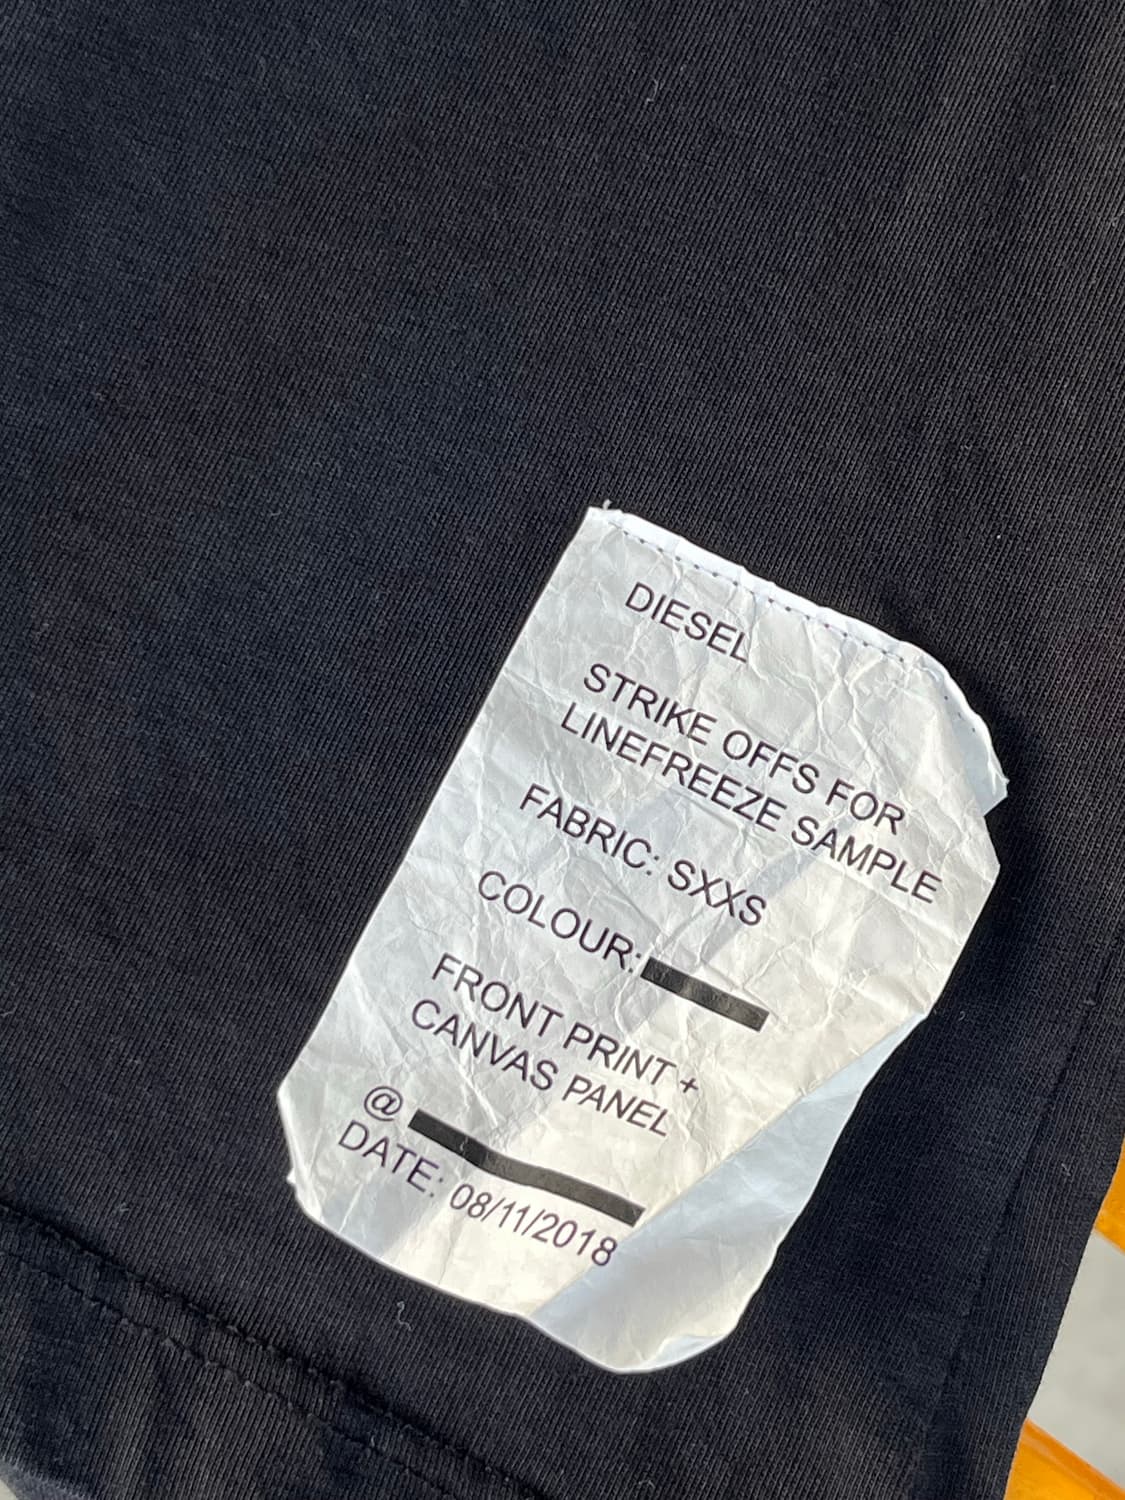 DIESEL
STRIKE OFFS FOR
LINEFREEZE SAMPLE
FABRIC: SXXS
COLOUR:
FRONT PRINT +
CANVAS PANEL
@
DATE: 08/11/2018